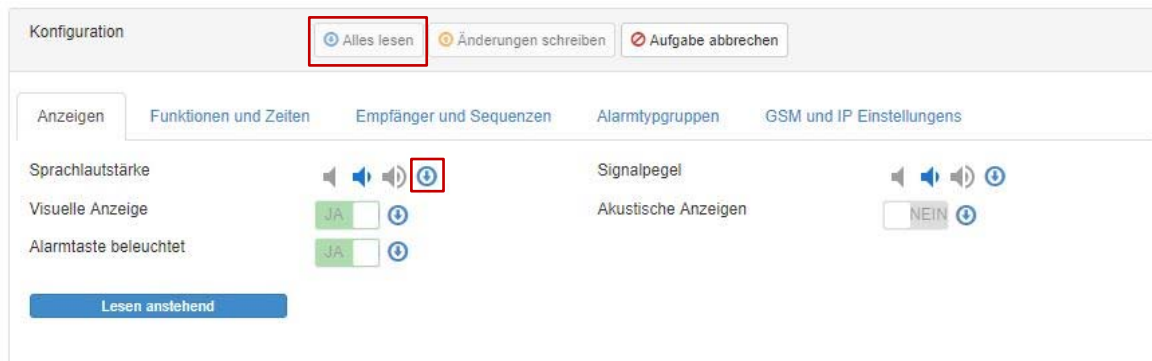 Konfiguration
Alles lesen
Änderungen schreiben
Aufgabe abbrechen
Anzeigen
Funktionen und Zeiten
Empfänger und Sequenzen
Alarmtypgruppen
GSM und IP Einstellungens
Sprachlautstärke
Signalpegel
Visuelle Anzeige
JA
Akustische Anzeigen
NEIN
Alarmtaste beleuchtet
JA
Lesen anstehend